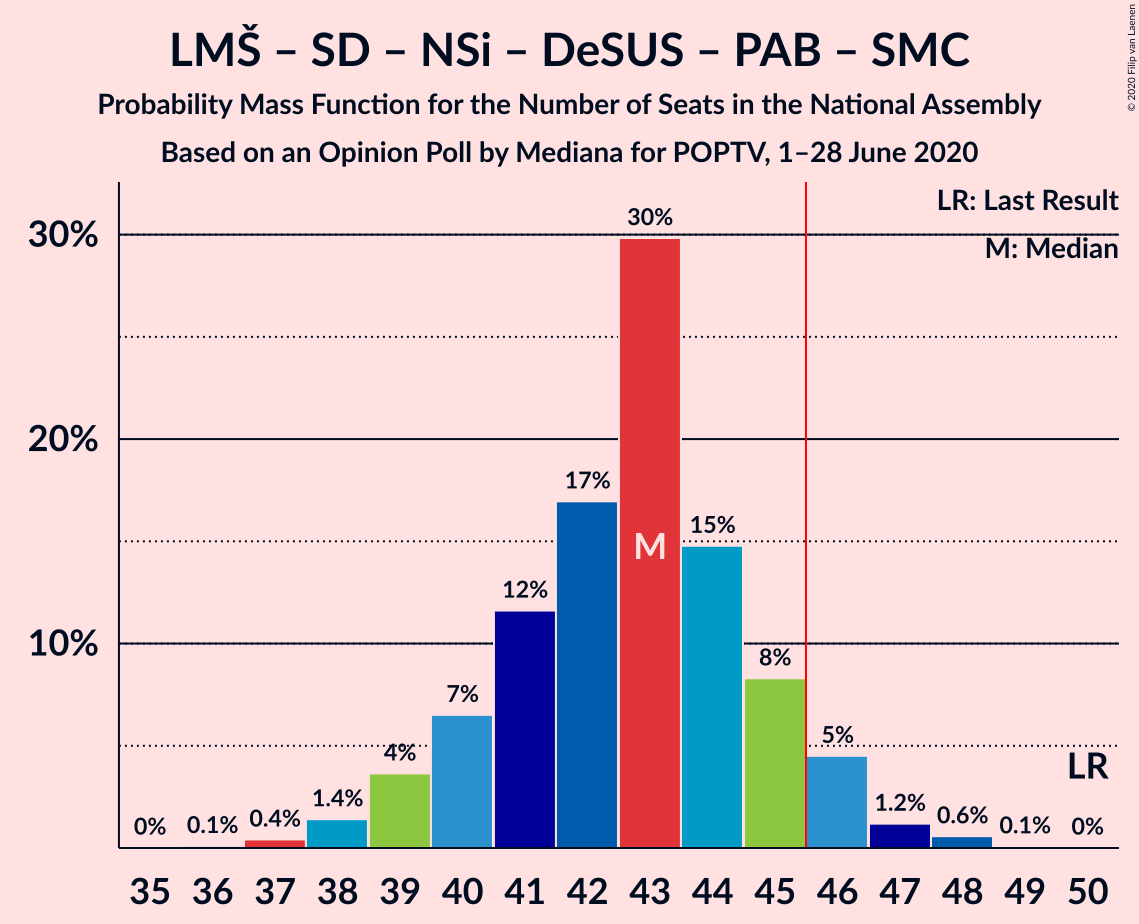 LMŠ – SD – NSi – DeSUS – PAB – SMC
Probability Mass Function for the Number of Seats in the National Assembly
Based on an Opinion Poll by Mediana for POPTV, 1–28 June 2020
© 2020 Filip van Laenen
LR: Last Result
M: Median
30%
20%
10%
0%
0.1%
0.4%
1.4%
4%
7%
12%
17%
30%
M
15%
8%
5%
1.2%
0.6%
0.1%
0%
LR
35 36 37 38 39 40 41 42 43 44 45 46 47 48 49 50